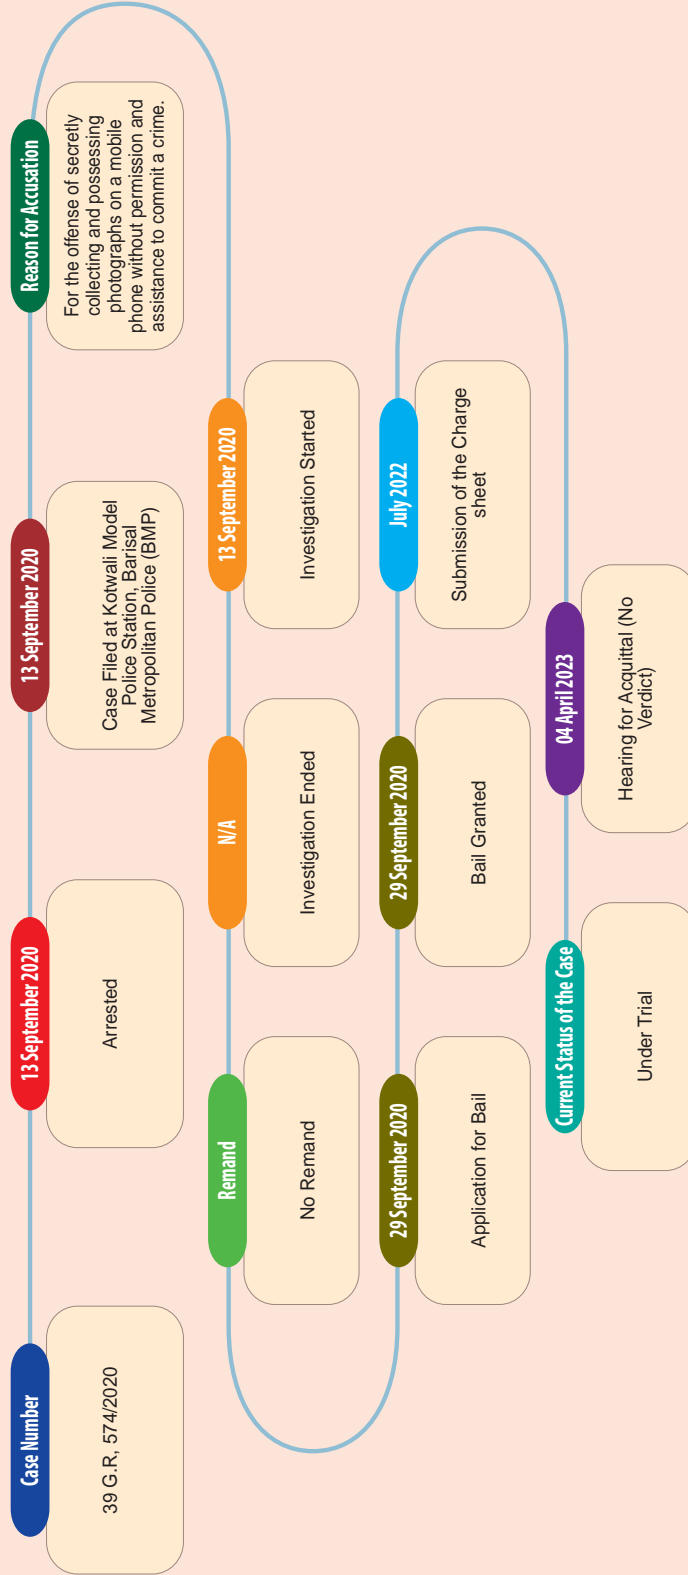 Case Number
39 G.R, 574/2020
13 September 2020
Arrested
13 September 2020
Case Filed at Kotwali Model
Police Station, Barisal
Metropolitan Police (BMP)
Reason for Accusation
For the offense of secretly
collecting and possessing
photographs on a mobile
phone without permission and
assistance to commit a crime.
13 September 2020
Investigation Started
N/A
Investigation Ended
Remand
No Remand
29 September 2020
Application for Bail
29 September 2020
Bail Granted
July 2022
Submission of the Charge
sheet
04 April 2023
Hearing for Acquittal (No
Verdict)
Current Status of the Case
Under Trial